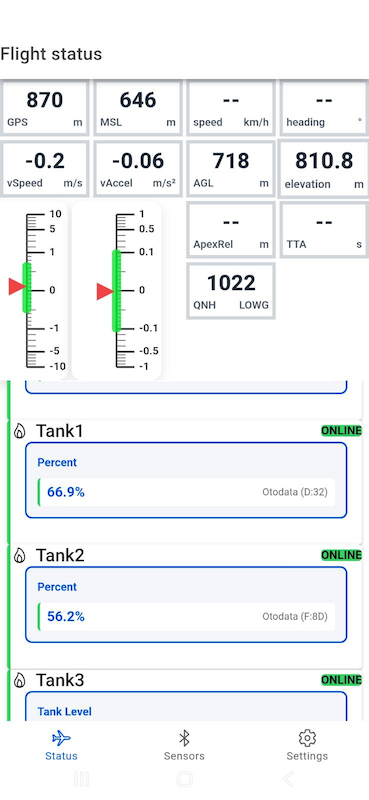 Flight status
870
GPS m
646
MSL m
--
speed km/h
--
heading °
-0.2
vSpeed m/s
-0.06
vAccel m/s²
718
AGL m
810.8
elevation m
--
ApexRel m
--
TTA s
1022
QNH LOWG
10
5
1
0
-1
-5
-10
1
0.5
0.1
0
-0.1
-0.5
-1
Tank1 ONLINE
Percent
66.9% Otodata (D:32)
Tank2 ONLINE
Percent
56.2% Otodata (F:8D)
Tank3 ONLINE
Tank Level
Status Sensors Settings